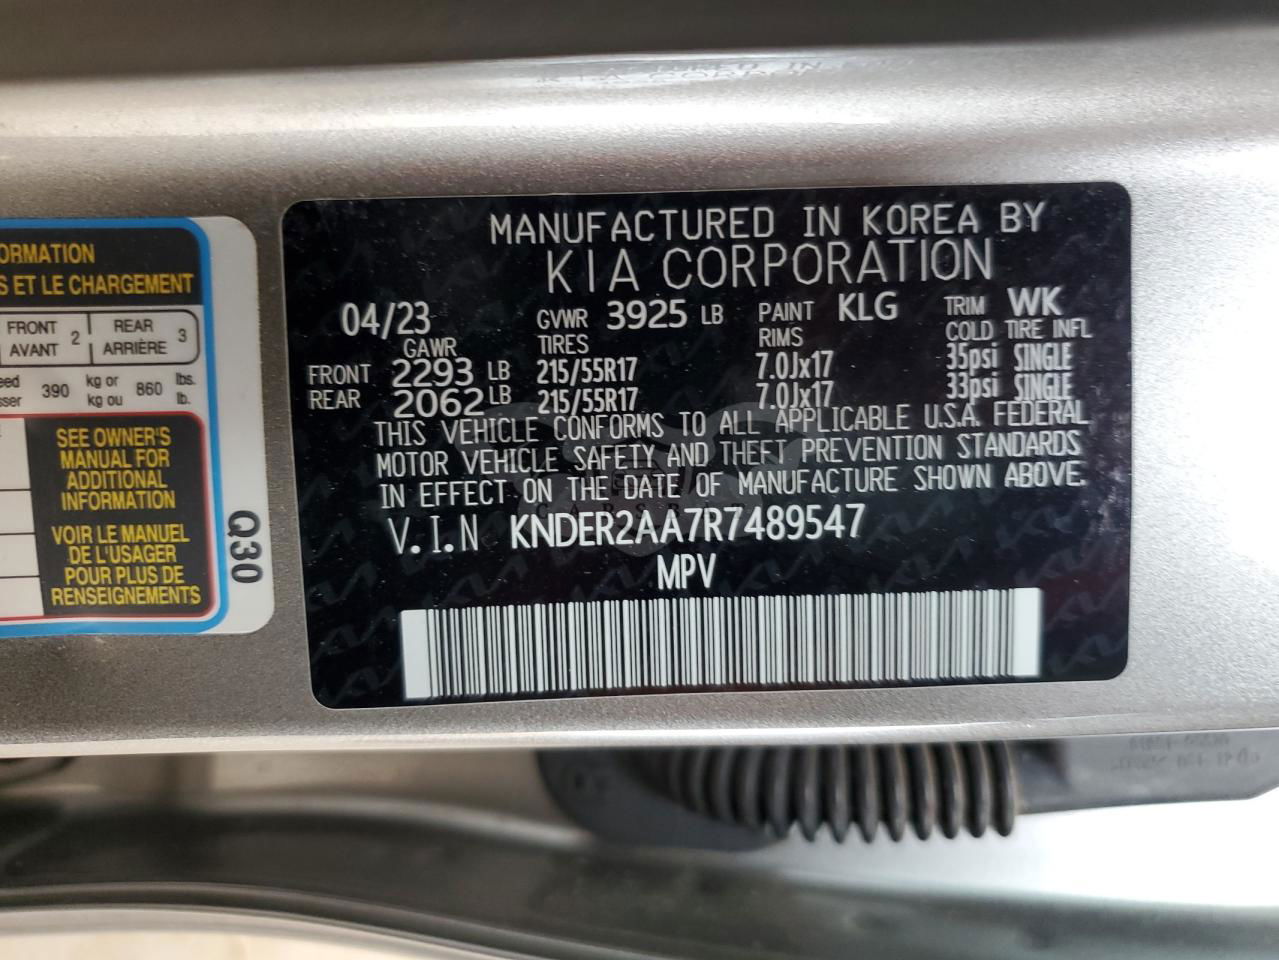 ORMATION
S ET LE CHARGEMENT
FRONT 2 REAR 3
AVANT ARRIÈRE
eed 390 kg or 860 lbs.
sser kg ou lb.
SEE OWNER'S
MANUAL FOR
ADDITIONAL
INFORMATION
VOIR LE MANUEL
DE L'USAGER
POUR PLUS DE
RENSEIGNEMENTS
Q30
MANUFACTURED IN KOREA BY
KIA CORPORATION
04/23 GVWR 3925 LB PAINT KLG TRIM WK
GAWR TIRES RIMS COLD TIRE INFL
FRONT 2293 LB 215/55R17 7.0Jx17 35psi SINGLE
REAR 2062 LB 215/55R17 7.0Jx17 33psi SINGLE
THIS VEHICLE CONFORMS TO ALL APPLICABLE U.S.A. FEDERAL
MOTOR VEHICLE SAFETY AND THEFT PREVENTION STANDARDS
IN EFFECT ON THE DATE OF MANUFACTURE SHOWN ABOVE.
V.I.N KNDER2AA7R7489547
MPV